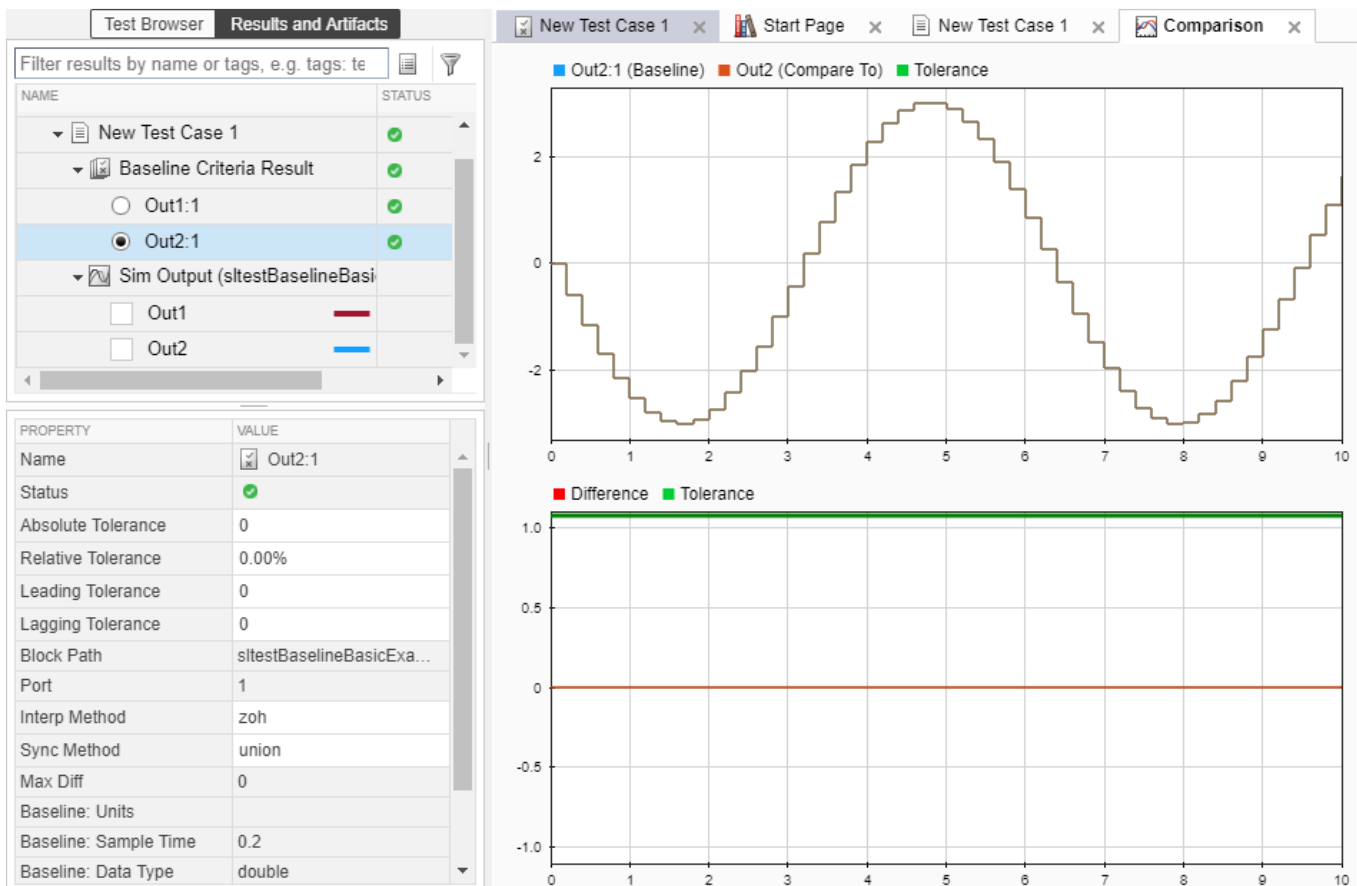 Test Browser Results and Artifacts
Filter results by name or tags, e.g. tags: te
NAME STATUS
New Test Case 1
Baseline Criteria Result
Out1:1
Out2:1
Sim Output (sltestBaselineBasi
Out1
Out2
PROPERTY VALUE
Name Out2:1
Status
Absolute Tolerance 0
Relative Tolerance 0.00%
Leading Tolerance 0
Lagging Tolerance 0
Block Path sltestBaselineBasicExa...
Port 1
Interp Method zoh
Sync Method union
Max Diff 0
Baseline: Units
Baseline: Sample Time 0.2
Baseline: Data Type double
New Test Case 1 Start Page New Test Case 1 Comparison
Out2:1 (Baseline) Out2 (Compare To) Tolerance
2
0
-2
0 1 2 3 4 5 6 7 8 9 10
Difference Tolerance
1.0
0.5
0
-0.5
-1.0
0 1 2 3 4 5 6 7 8 9 10